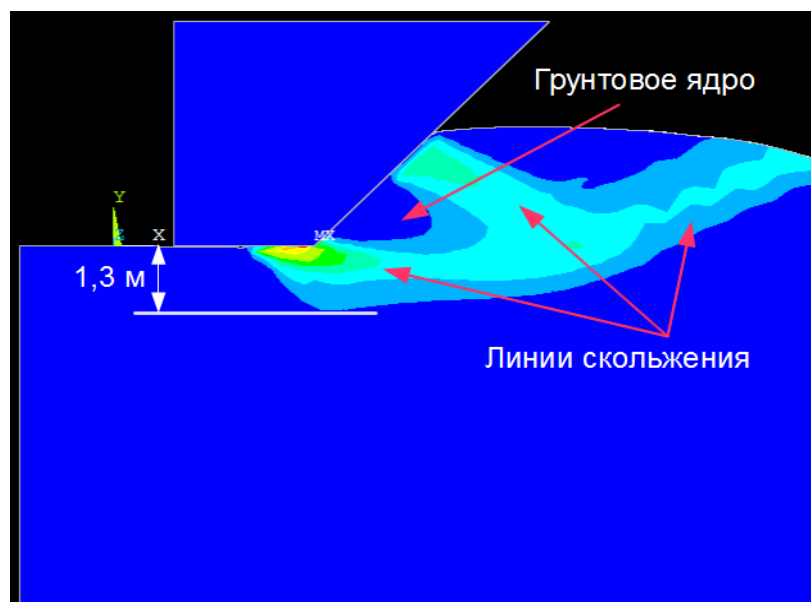 Грунтовое ядро
Y
Z
X
MX
1,3 м
Линии скольжения